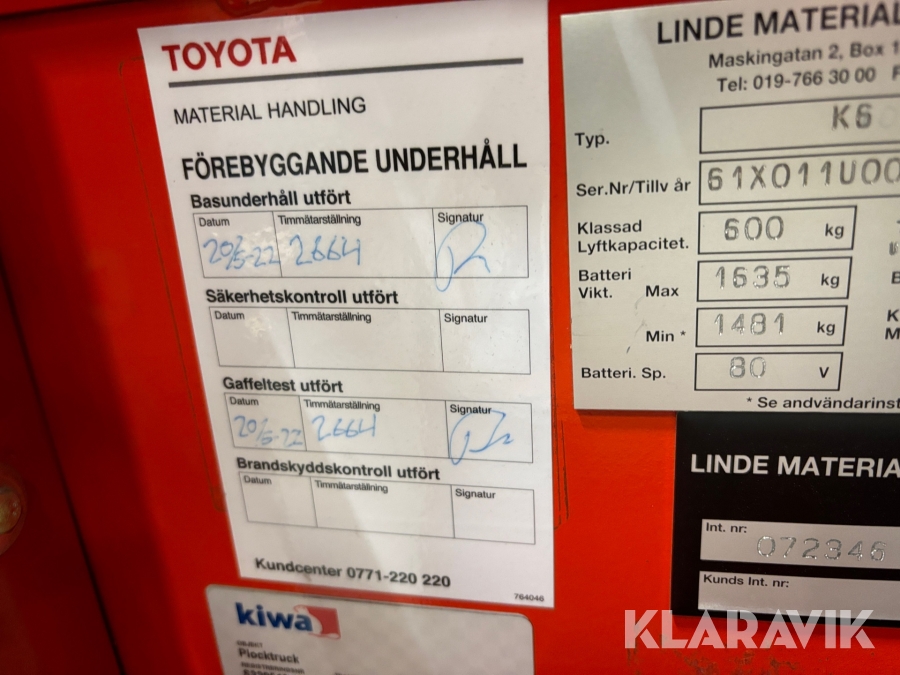 TOYOTA
MATERIAL HANDLING
FÖREBYGGANDE UNDERHÅLL
Basunderhåll utfört
Datum Timmätarställning Signatur
20/5-22 2664
Säkerhetskontroll utfört
Datum Timmätarställning Signatur
Gaffeltest utfört
Datum Timmätarställning Signatur
20/5-22 2664
Brandskyddskontroll utfört
Datum Timmätarställning Signatur
Kundcenter 0771-220 220
764046
kiwa
OBJEKT
Plocktruck
LINDE MATERIAL
Maskingatan 2, Box 1
Tel: 019-766 30 00
Typ. K6
Ser.Nr/Tillv år 61X011U00
Klassad
Lyftkapacitet. 600 kg
Batteri
Vikt. Max 1635 kg
Min * 1481 kg
Batteri. Sp. 80 V
* Se andvändarinst
LINDE MATERIA
Int. nr:
072346
Kunds Int. nr:
KLARAVIK